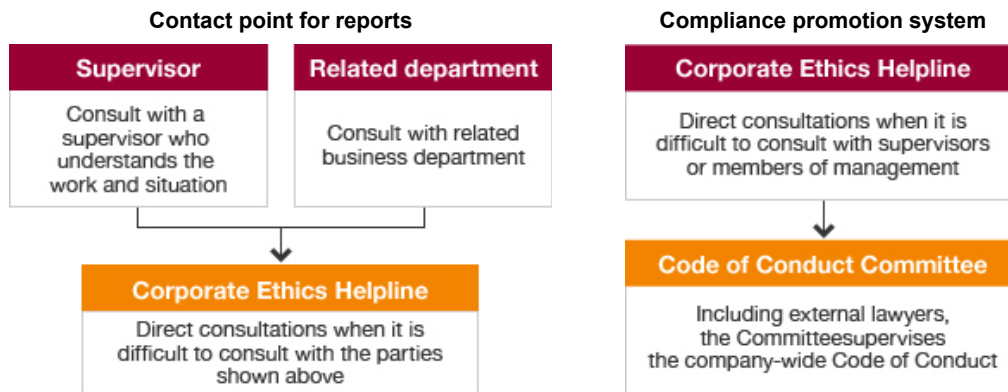 Contact point for reports
Supervisor
Consult with a
supervisor who
understands the
work and situation
Related department
Consult with related
business department
Corporate Ethics Helpline
Direct consultations when it is
difficult to consult with the parties
shown above
Compliance promotion system
Corporate Ethics Helpline
Direct consultations when it is
difficult to consult with supervisors
or members of management
Code of Conduct Committee
Including external lawyers,
the Committeesupervises
the company-wide Code of Conduct